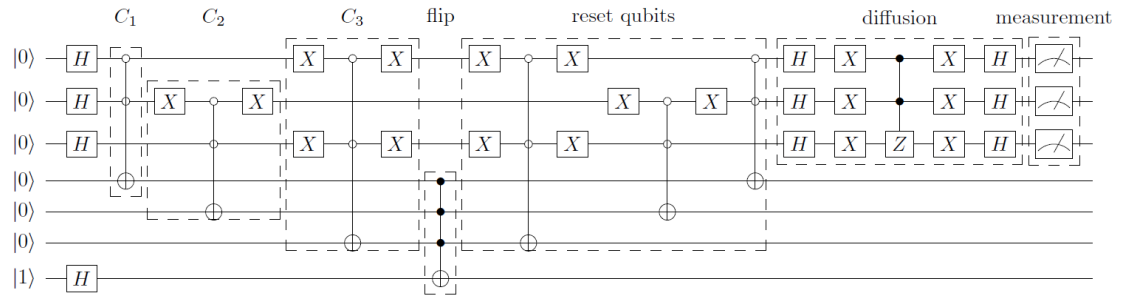 C₁ C₂ C₃ flip reset qubits diffusion measurement
|0⟩ H X X X X H X X H
|0⟩ H X X X X H X X H
|0⟩ H X X X X H X Z X H
|0⟩
|0⟩
|0⟩
|1⟩ H